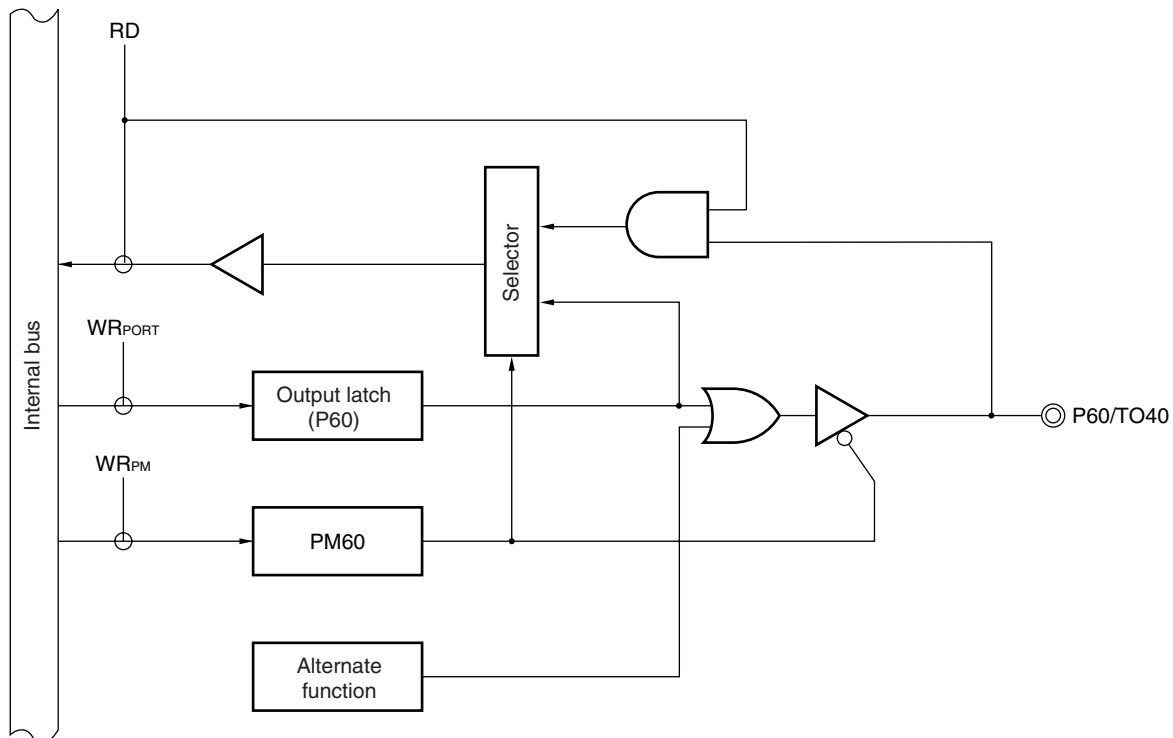 RD
Selector
Internal bus
WRPORT
Output latch
(P60)
P60/TO40
WRPM
PM60
Alternate
function